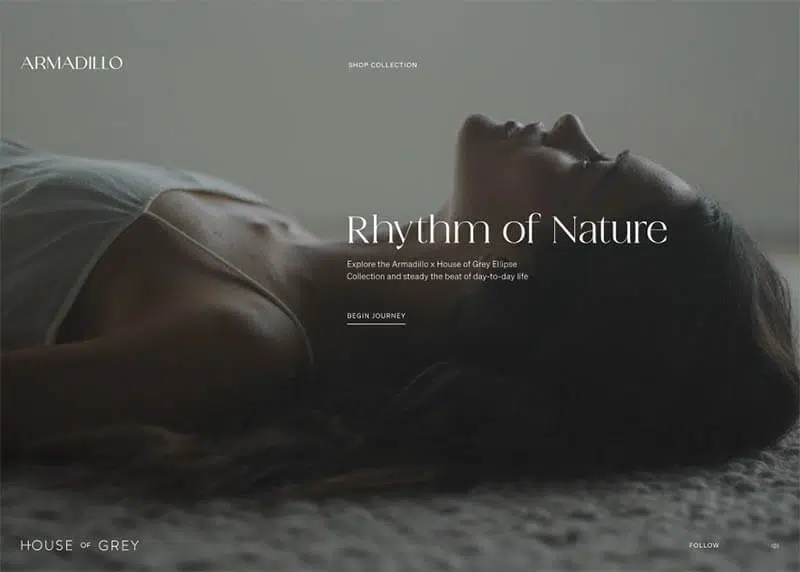 ARMADILLO
SHOP COLLECTION
Rhythm of Nature
Explore the Armadillo x House of Grey Ellipse
Collection and steady the beat of day-to-day life
BEGIN JOURNEY
HOUSE OF GREY
FOLLOW